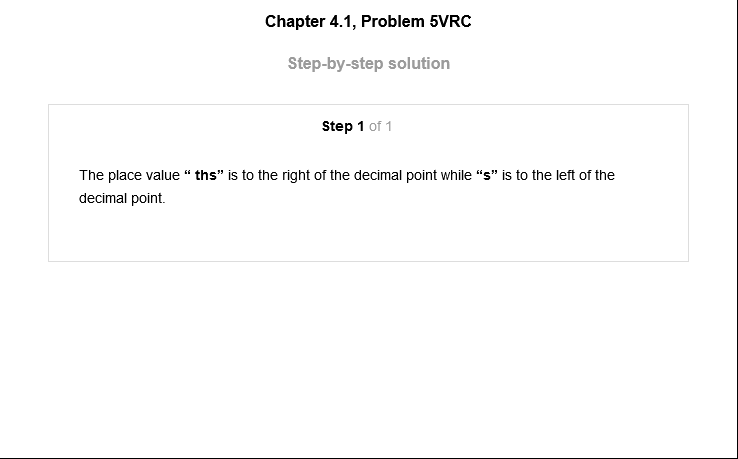 Chapter 4.1, Problem 5VRC
Step-by-step solution
Step 1 of 1
The place value “ ths” is to the right of the decimal point while “s” is to the left of the
decimal point.